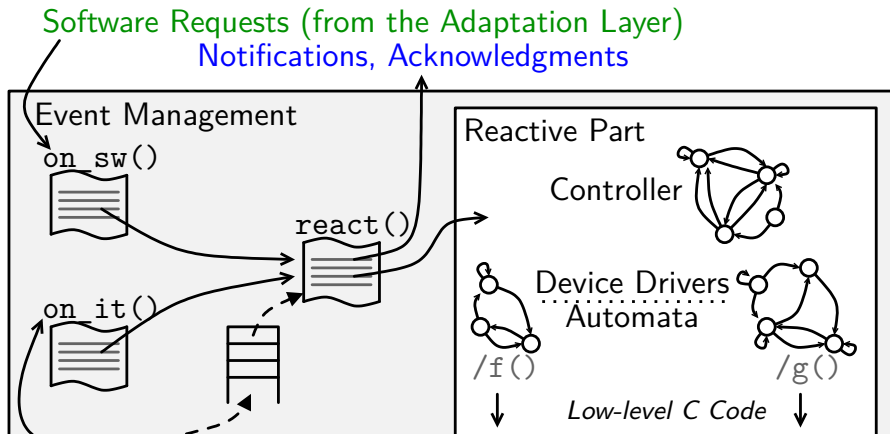 Software Requests (from the Adaptation Layer)
Notifications, Acknowledgments
Event Management
Reactive Part
on_sw()
Controller
react()
Device Drivers
on_it()
Automata
/f()
/g()
Low-level C Code